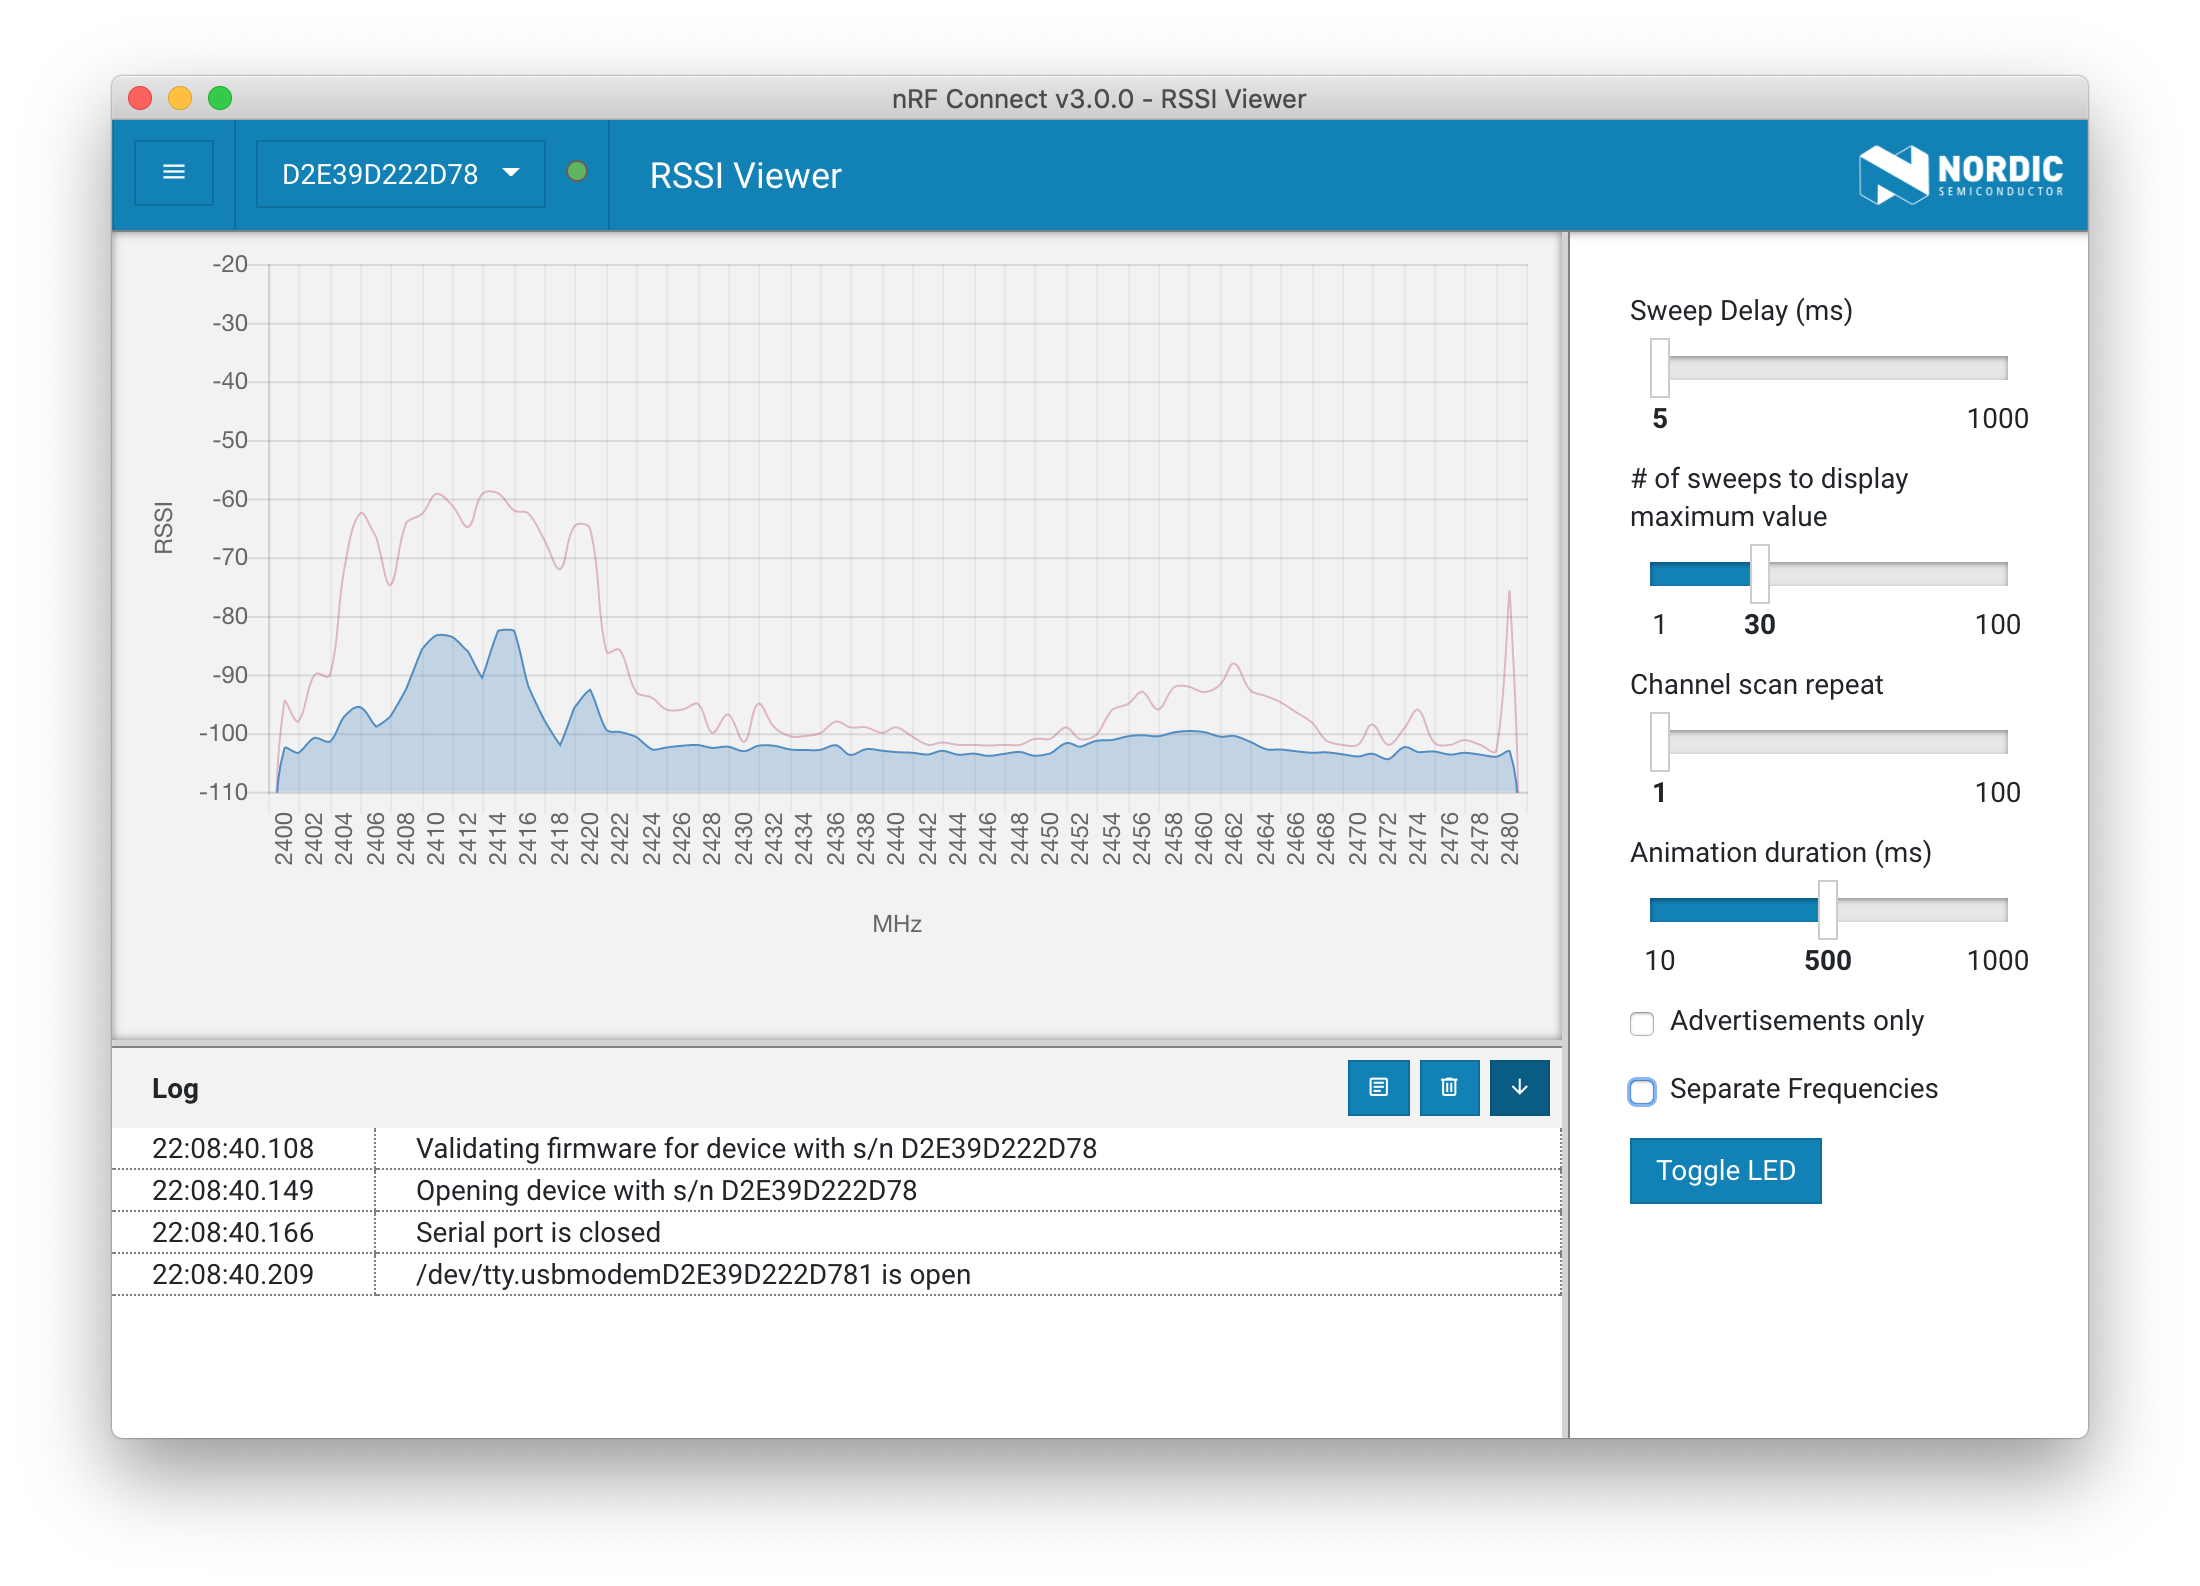 nRF Connect v3.0.0 - RSSI Viewer
D2E39D222D78
RSSI Viewer
NORDIC
SEMICONDUCTOR
-20
-30
-40
-50
-60
-70
-80
-90
-100
-110
RSSI
2400 2402 2404 2406 2408 2410 2412 2414 2416 2418 2420 2422 2424 2426 2428 2430 2432 2434 2436 2438 2440 2442 2444 2446 2448 2450 2452 2454 2456 2458 2460 2462 2464 2466 2468 2470 2472 2474 2476 2478 2480
MHz
Sweep Delay (ms)
5 1000
# of sweeps to display
maximum value
1 30 100
Channel scan repeat
1 100
Animation duration (ms)
10 500 1000
Advertisements only
Separate Frequencies
Toggle LED
Log
22:08:40.108 Validating firmware for device with s/n D2E39D222D78
22:08:40.149 Opening device with s/n D2E39D222D78
22:08:40.166 Serial port is closed
22:08:40.209 /dev/tty.usbmodemD2E39D222D781 is open